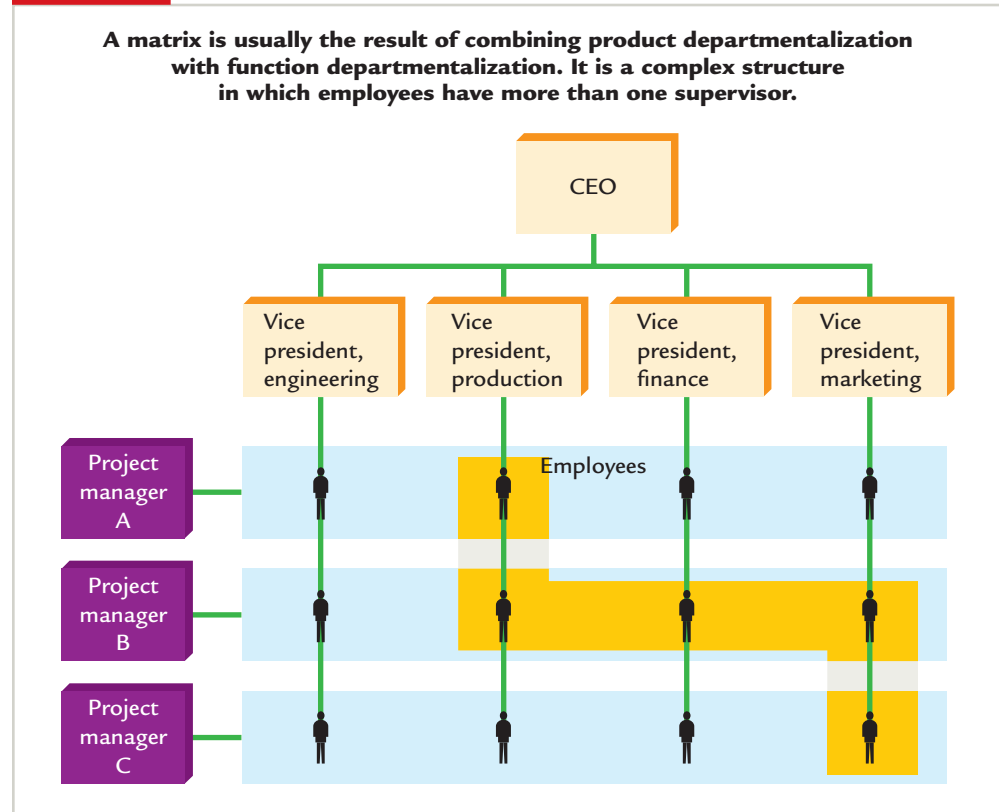 A matrix is usually the result of combining product departmentalization
with function departmentalization. It is a complex structure
in which employees have more than one supervisor.
CEO
Vice
president,
engineering
Vice
president,
production
Vice
president,
finance
Vice
president,
marketing
Project
manager
A
Employees
Project
manager
B
Project
manager
C